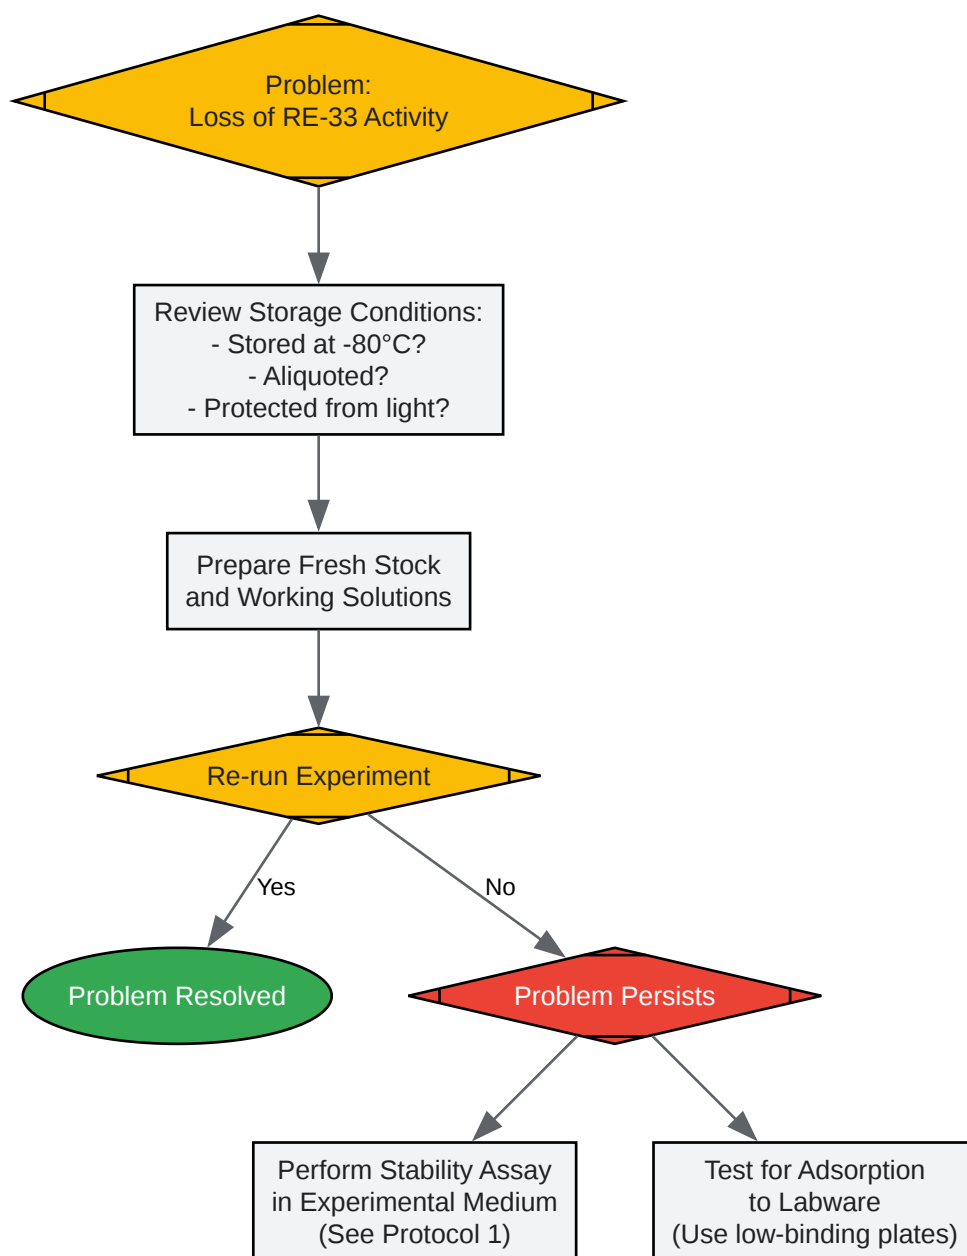 Problem:
Loss of RE-33 Activity
Review Storage Conditions:
- Stored at -80°C?
- Aliquoted?
- Protected from light?
Prepare Fresh Stock
and Working Solutions
Re-run Experiment
Yes
No
Problem Resolved
Problem Persists
Perform Stability Assay
in Experimental Medium
(See Protocol 1)
Test for Adsorption
to Labware
(Use low-binding plates)